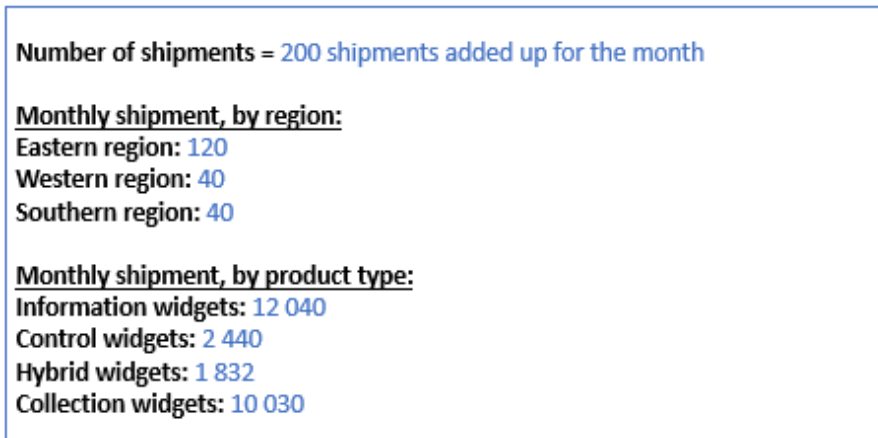 Number of shipments = 200 shipments added up for the month
Monthly shipment, by region:
Eastern region: 120
Western region: 40
Southern region: 40
Monthly shipment, by product type:
Information widgets: 12 040
Control widgets: 2 440
Hybrid widgets: 1 832
Collection widgets: 10 030